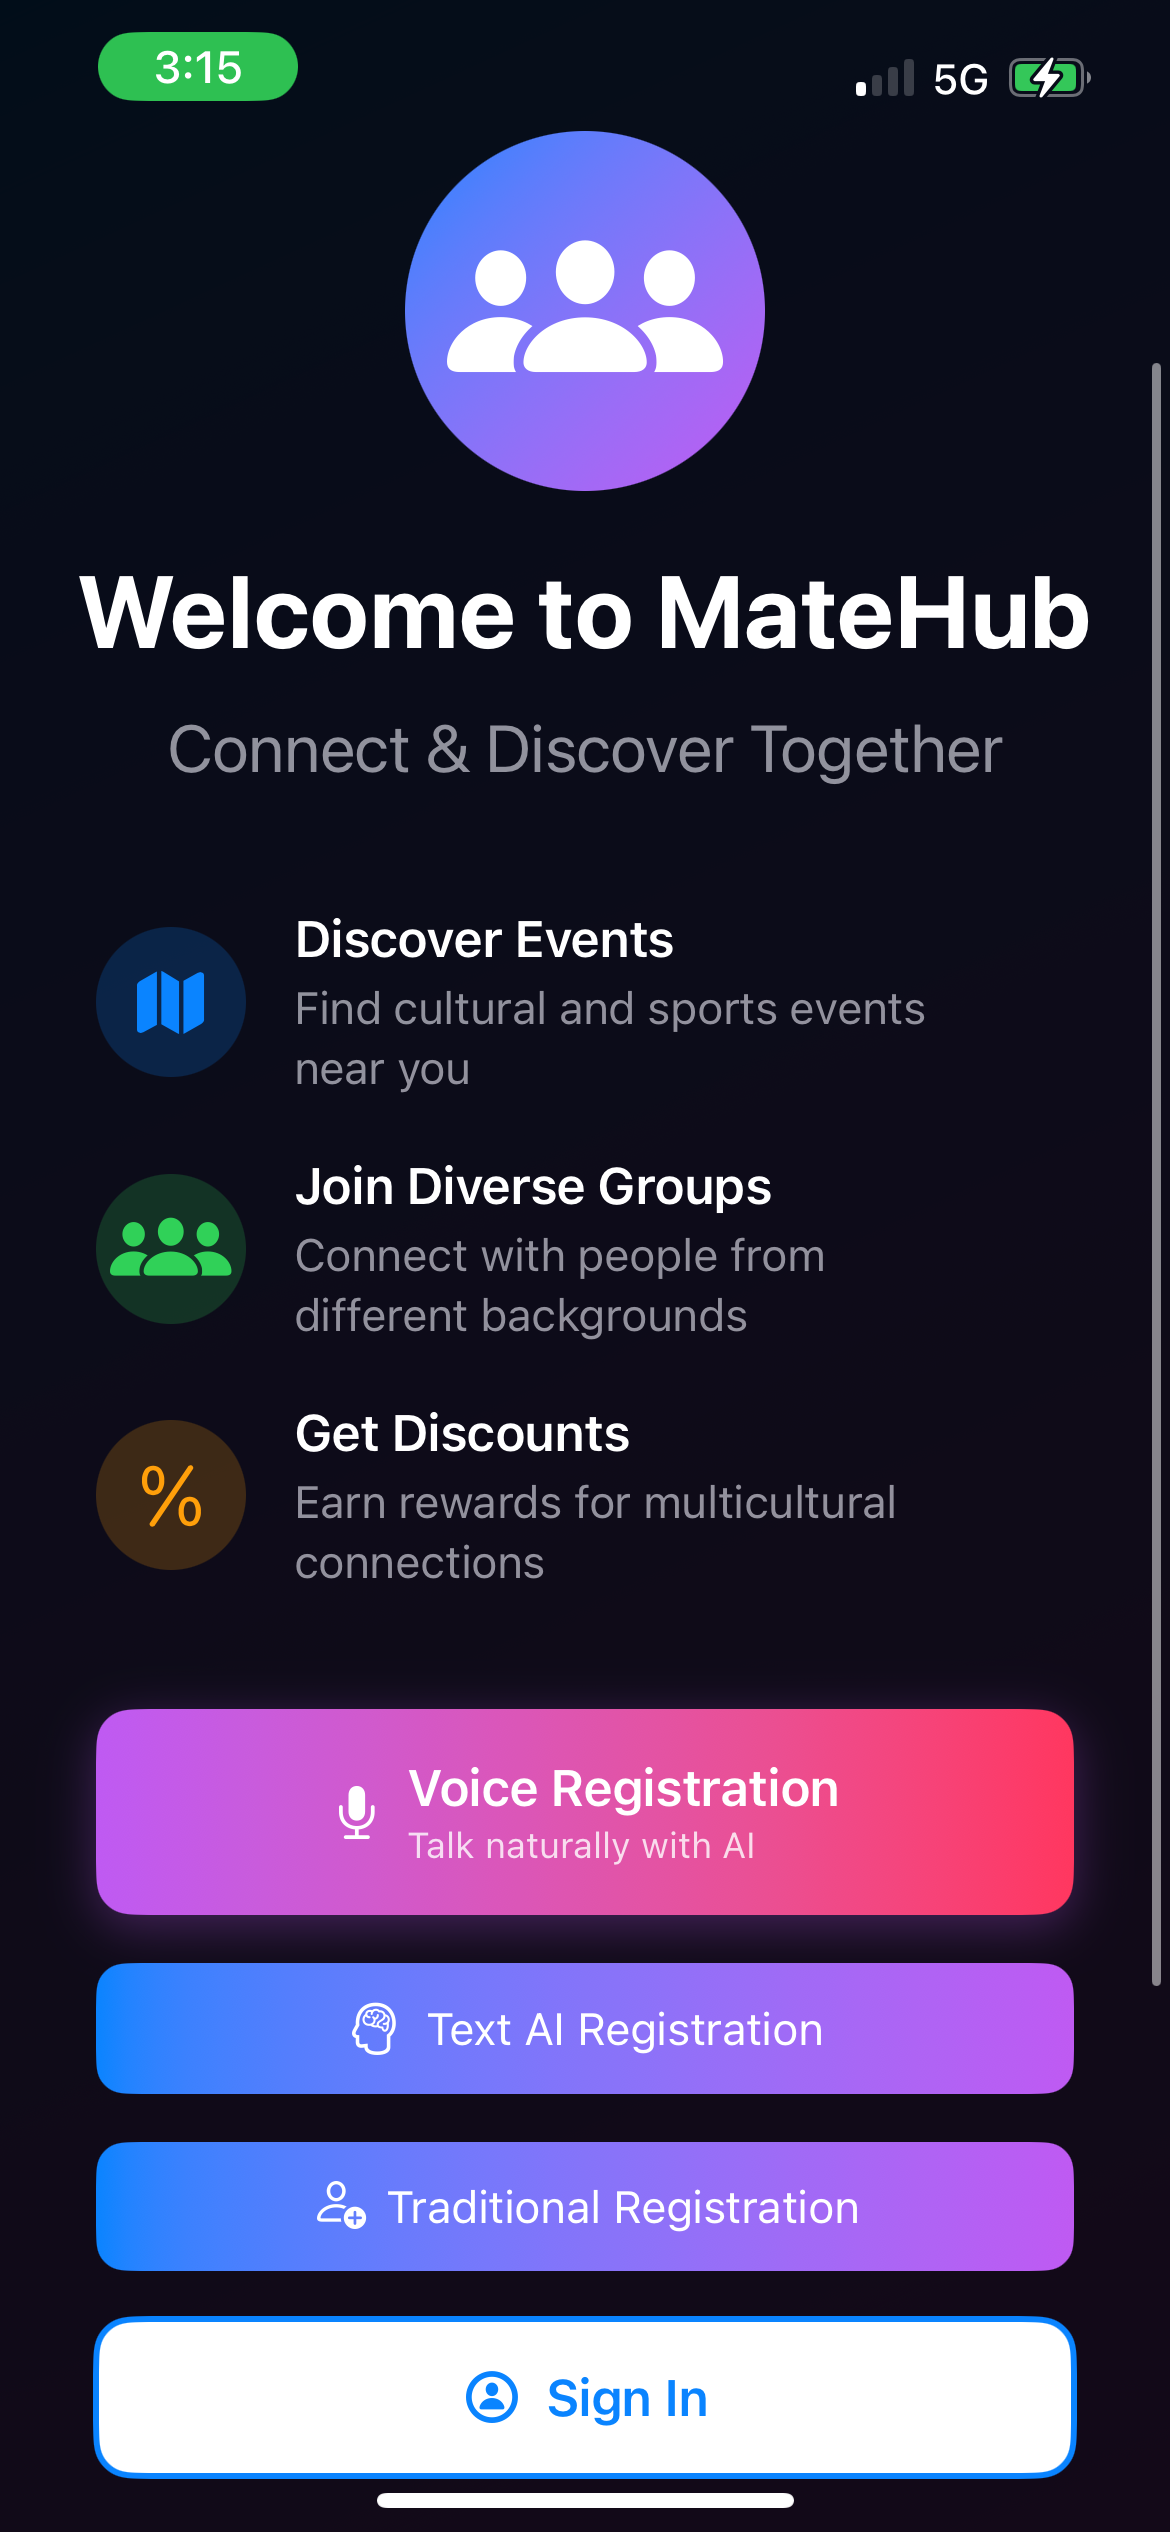 3:15
5G
Welcome to MateHub
Connect & Discover Together
Discover Events
Find cultural and sports events
near you
Join Diverse Groups
Connect with people from
different backgrounds
%
Get Discounts
Earn rewards for multicultural
connections
Voice Registration
Talk naturally with AI
Text AI Registration
Traditional Registration
Sign In